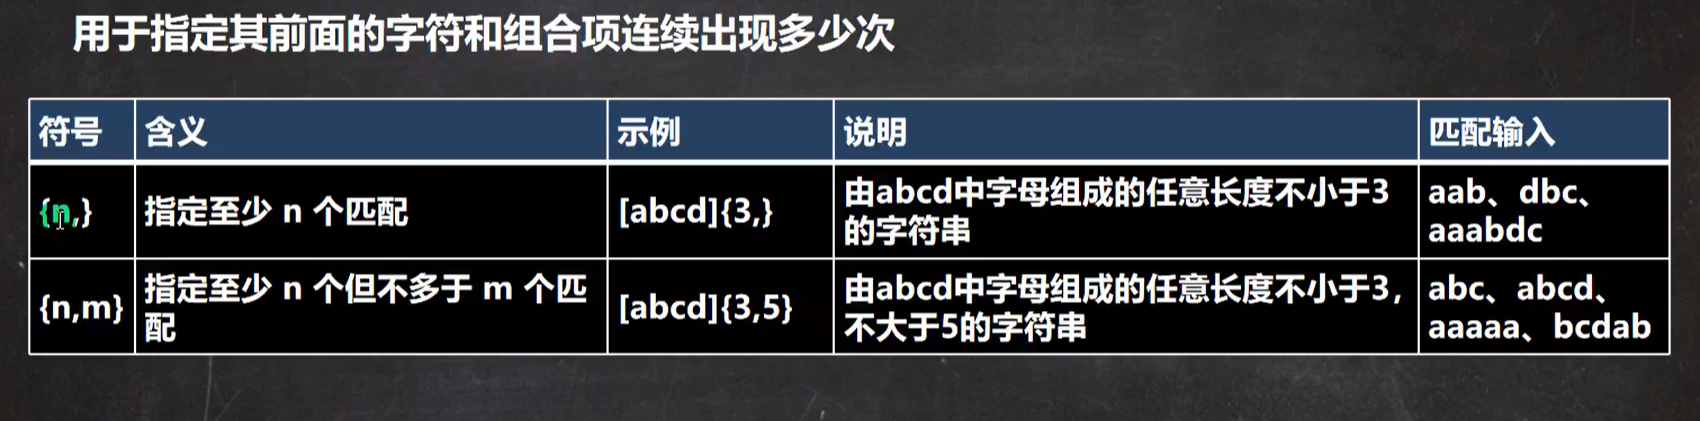 用于指定其前面的字符和组合项连续出现多少次
符号 含义 示例 说明 匹配输入
{n,} 指定至少 n 个匹配 [abcd]{3,} 由abcd中字母组成的任意长度不小于3
的字符串 aab、dbc、
aaabdc
{n,m} 指定至少 n 个但不多于 m 个匹
配 [abcd]{3,5} 由abcd中字母组成的任意长度不小于3,
不大于5的字符串 abc、abcd、
aaaaa、bcdab